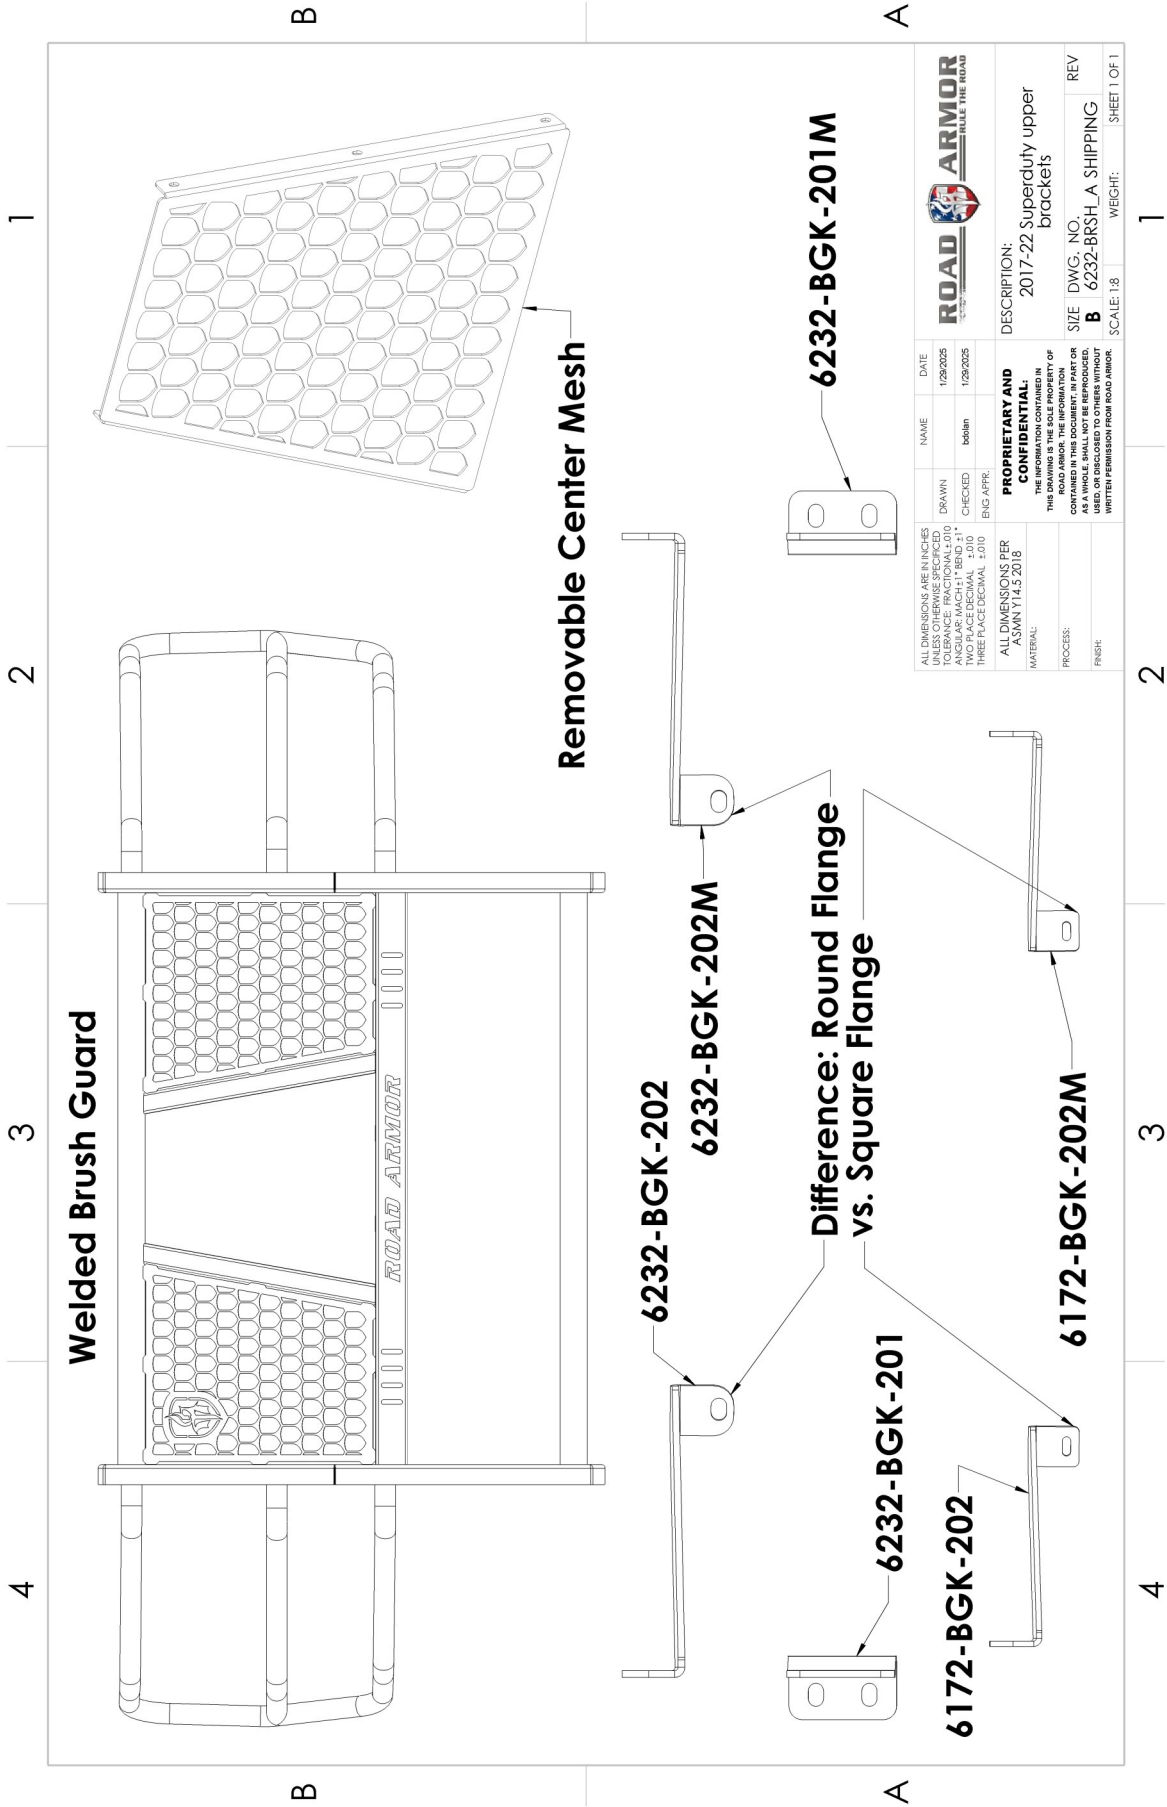 4
3
2
1
B
B
Welded Brush Guard
ROAD ARMOR
Removable Center Mesh
6232-BGK-202
6232-BGK-202M
6232-BGK-201M
Difference: Round Flange
vs. Square Flange
6232-BGK-201
6172-BGK-202
6172-BGK-202M
A
A
ALL DIMENSIONS ARE IN INCHES
UNLESS OTHERWISE SPECIFIED
TOLERANCE: FRACTIONAL±.010
ANGULAR: MACH±1° BEND ±1°
TWO PLACE DECIMAL ±.010
THREE PLACE DECIMAL ±.010
ALL DIMENSIONS PER
ASMN Y14.5 2018
MATERIAL:
PROCESS:
FINISH:
NAME DATE
DRAWN 1/29/2025
CHECKED bdolan 1/29/2025
ENG APPR.
PROPRIETARY AND
CONFIDENTIAL:
THE INFORMATION CONTAINED IN
THIS DRAWING IS THE SOLE PROPERTY OF
ROAD ARMOR. THE INFORMATION
CONTAINED IN THIS DOCUMENT, IN PART OR
AS A WHOLE, SHALL NOT BE REPRODUCED,
USED, OR DISCLOSED TO OTHERS WITHOUT
WRITTEN PERMISSION FROM ROAD ARMOR.
ROAD ARMOR
RULE THE ROAD
DESCRIPTION:
2017-22 Superduty upper
brackets
SIZE DWG. NO. REV
B 6232-BRSH_A SHIPPING
SCALE: 1:8 WEIGHT: SHEET 1 OF 1
4
3
2
1